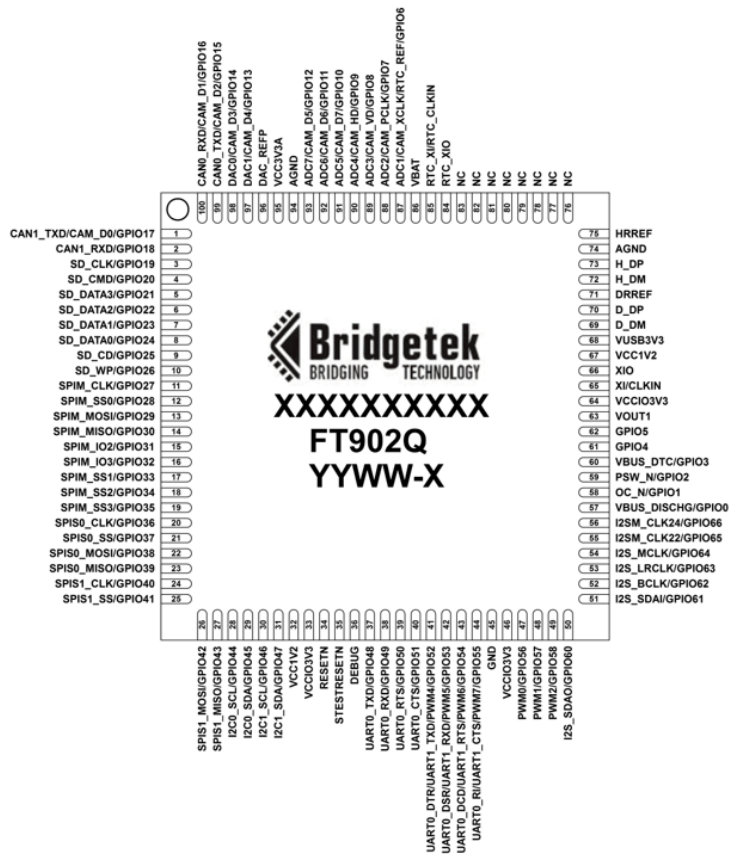 CAN0_RXD/CAM_D1/GPIO16
CAN0_TXD/CAM_D2/GPIO15
DAC0/CAM_D3/GPIO14
DAC1/CAM_D4/GPIO13
DAC_REFP
VCC3V3A
AGND
ADC7/CAM_D5/GPIO12
ADC6/CAM_D6/GPIO11
ADC5/CAM_D7/GPIO10
ADC4/CAM_HD/GPIO9
ADC3/CAM_VD/GPIO8
ADC2/CAM_PCLK/GPIO7
ADC1/CAM_XCLK/RTC_REF/GPIO6
VBAT
RTC_XI/RTC_CLKIN
RTC_XIO
NC
NC
NC
NC
NC
NC
NC
NC
100 99 98 97 96 95 94 93 92 91 90 89 88 87 86 85 84 83 82 81 80 79 78 77 76
CAN1_TXD/CAM_D0/GPIO17 1
CAN1_RXD/GPIO18 2
SD_CLK/GPIO19 3
SD_CMD/GPIO20 4
SD_DATA3/GPIO21 5
SD_DATA2/GPIO22 6
SD_DATA1/GPIO23 7
SD_DATA0/GPIO24 8
SD_CD/GPIO25 9
SD_WP/GPIO26 10
SPIM_CLK/GPIO27 11
SPIM_SS0/GPIO28 12
SPIM_MOSI/GPIO29 13
SPIM_MISO/GPIO30 14
SPIM_IO2/GPIO31 15
SPIM_IO3/GPIO32 16
SPIM_SS1/GPIO33 17
SPIM_SS2/GPIO34 18
SPIM_SS3/GPIO35 19
SPIS0_CLK/GPIO36 20
SPIS0_SS/GPIO37 21
SPIS0_MOSI/GPIO38 22
SPIS0_MISO/GPIO39 23
SPIS1_CLK/GPIO40 24
SPIS1_SS/GPIO41 25
Bridgetek
BRIDGING TECHNOLOGY
XXXXXXXXXX
FT902Q
YYWW-X
75 HRREF
74 AGND
73 H_DP
72 H_DM
71 DRREF
70 D_DP
69 D_DM
68 VUSB3V3
67 VCC1V2
66 XIO
65 XI/CLKIN
64 VCCIO3V3
63 VOUT1
62 GPIO5
61 GPIO4
60 VBUS_DTC/GPIO3
59 PSW_N/GPIO2
58 OC_N/GPIO1
57 VBUS_DISCHG/GPIO0
56 I2SM_CLK24/GPIO66
55 I2SM_CLK22/GPIO65
54 I2S_MCLK/GPIO64
53 I2S_LRCLK/GPIO63
52 I2S_BCLK/GPIO62
51 I2S_SDAI/GPIO61
26 27 28 29 30 31 32 33 34 35 36 37 38 39 40 41 42 43 44 45 46 47 48 49 50
SPIS1_MOSI/GPIO42
SPIS1_MISO/GPIO43
I2C0_SCL/GPIO44
I2C0_SDA/GPIO45
I2C1_SCL/GPIO46
I2C1_SDA/GPIO47
VCC1V2
VCCIO3V3
RESETN
STESTRESETN
DEBUG
UART0_TXD/GPIO48
UART0_RXD/GPIO49
UART0_RTS/GPIO50
UART0_CTS/GPIO51
UART0_DTR/UART1_TXD/PWM4/GPIO52
UART0_DSR/UART1_RXD/PWM5/GPIO53
UART0_DCD/UART1_RTS/PWM6/GPIO54
UART0_RI/UART1_CTS/PWM7/GPIO55
GND
VCCIO3V3
PWM0/GPIO56
PWM1/GPIO57
PWM2/GPIO58
I2S_SDAO/GPIO60